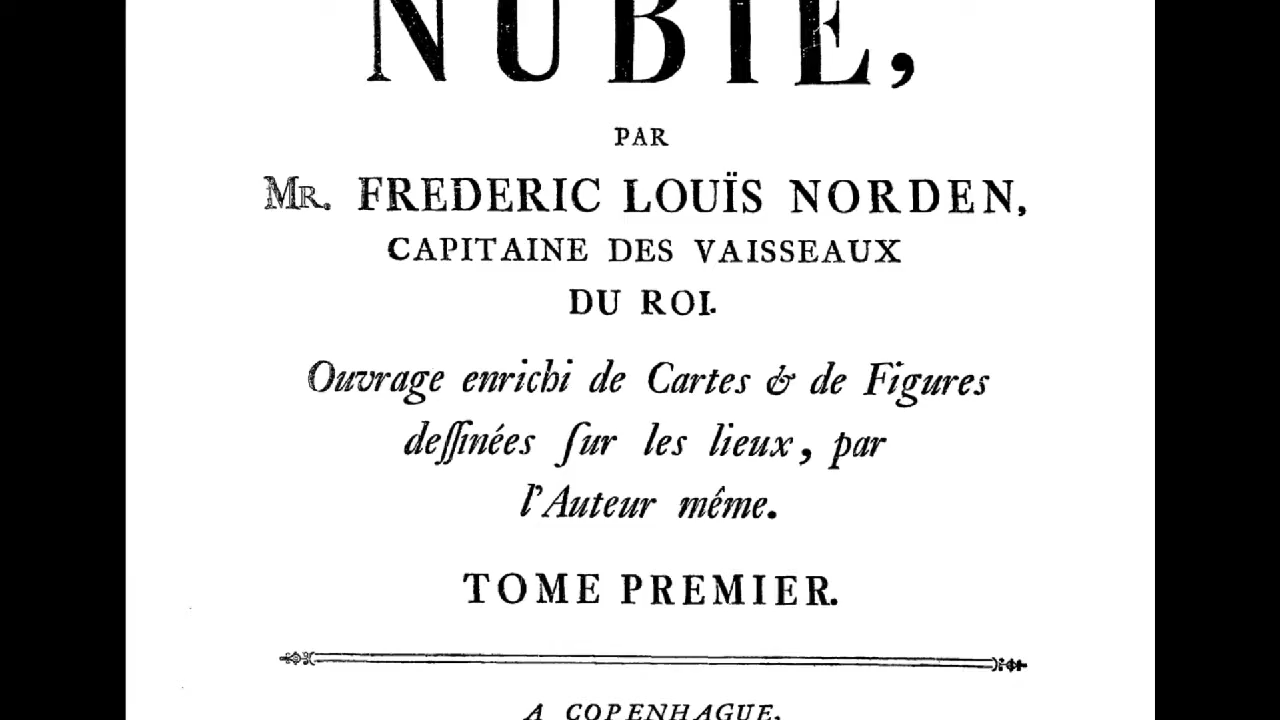 NUBIE,
PAR
MR. FREDERIC LOUÏS NORDEN,
CAPITAINE DES VAISSEAUX
DU ROI.
Ouvrage enrichi de Cartes & de Figures
deſſinées ſur les lieux, par
l'Auteur même.
TOME PREMIER.
A COPENHAGUE,